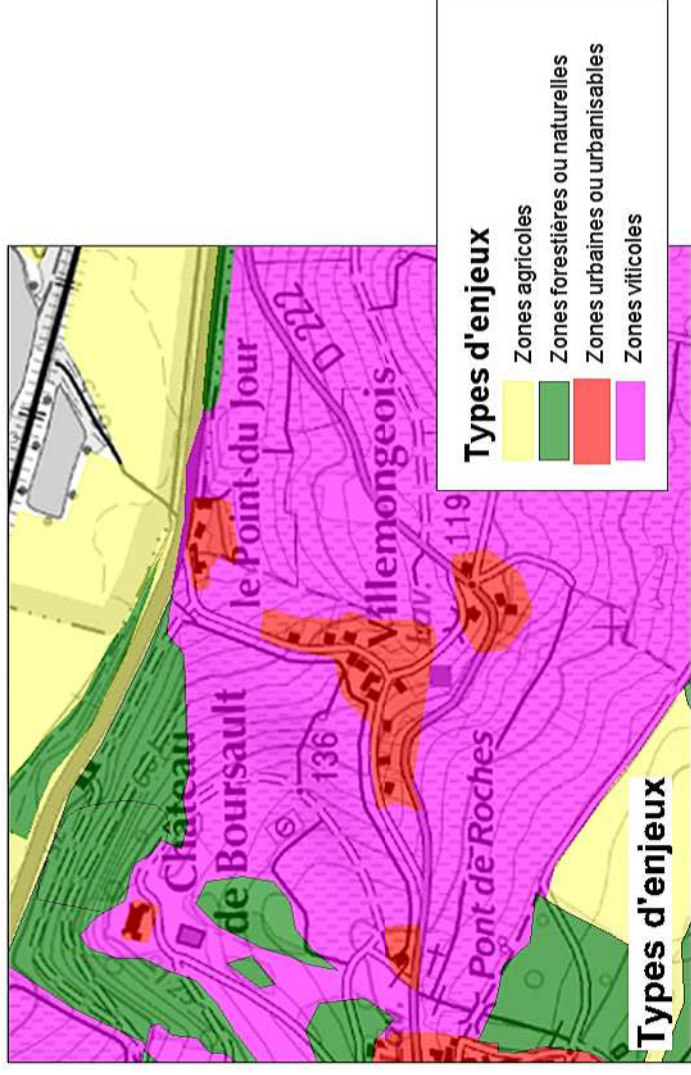 Château
de Boursault
le Point du Jour
Villemongeois
D 222
136
119
Lav.
Pont de Roches
Types d'enjeux
Types d'enjeux
Zones agricoles
Zones forestières ou naturelles
Zones urbaines ou urbanisables
Zones viticoles